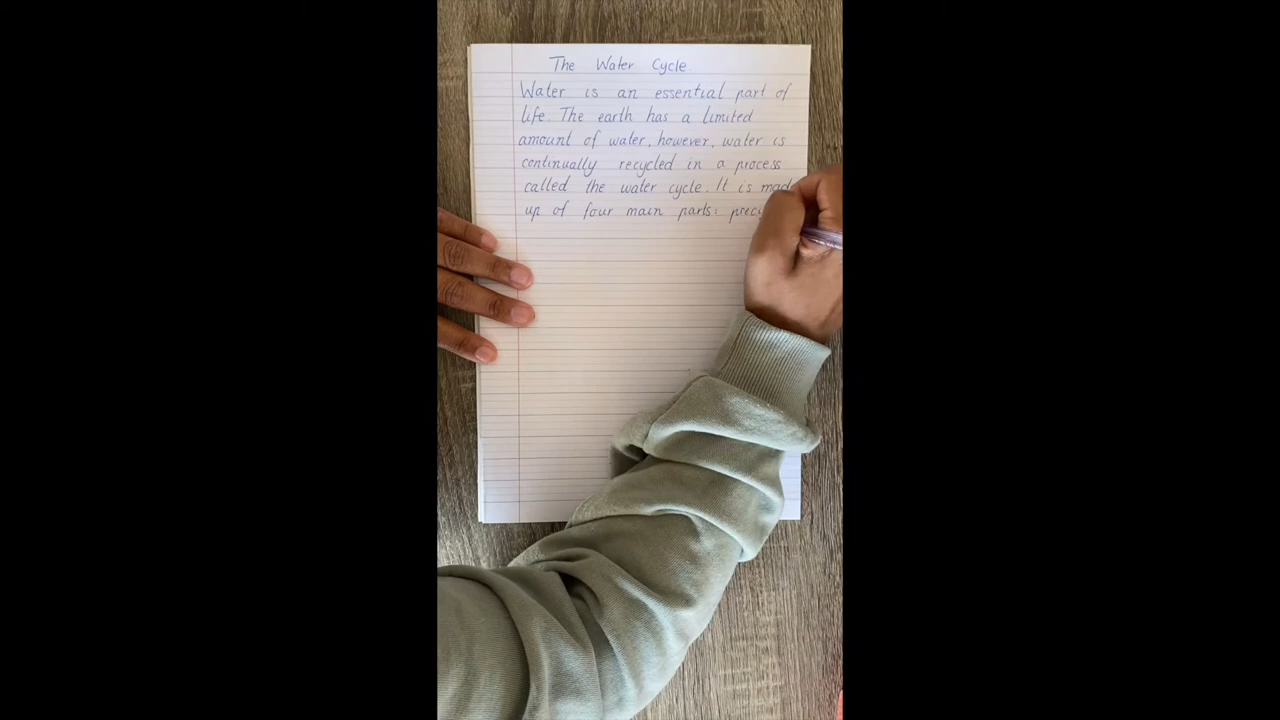 The Water Cycle.
Water is an essential part of
life. The earth has a limited
amount of water, however, water is
continually recycled in a process
called the water cycle. It is made
up of four main parts: